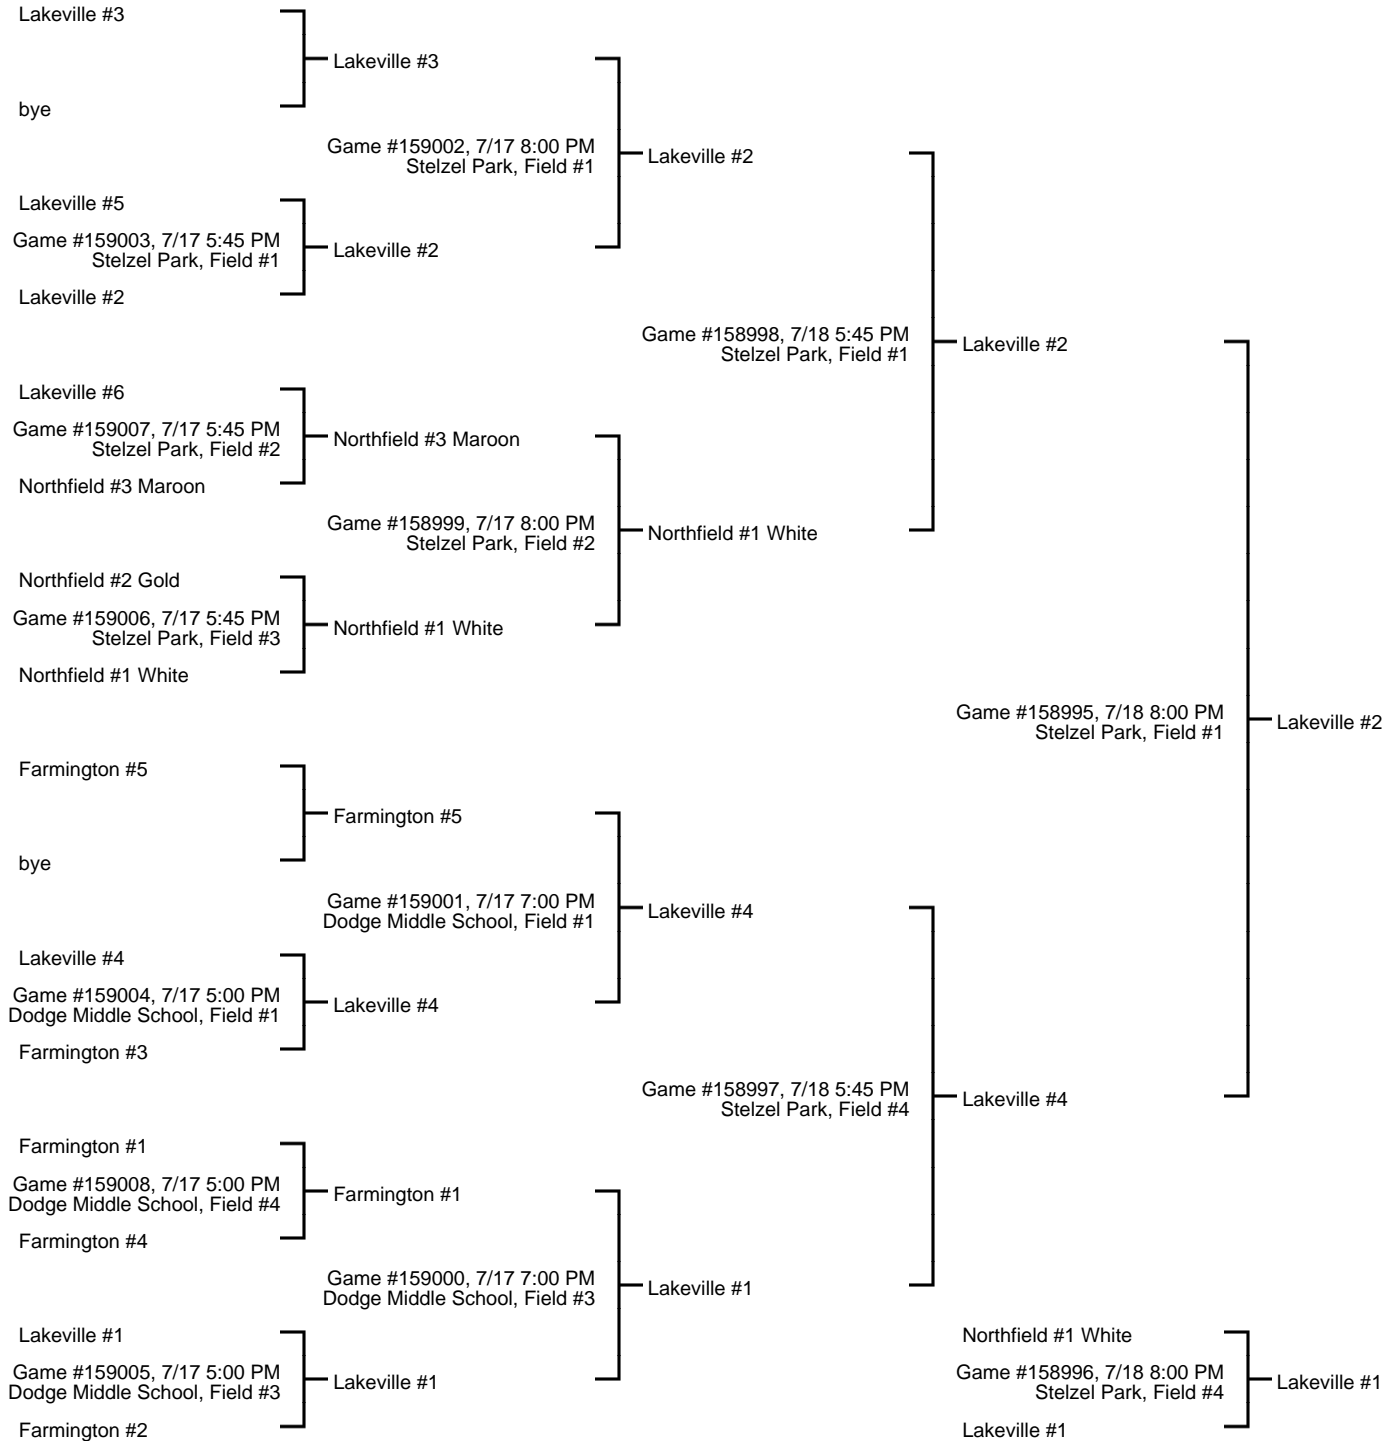 Lakeville #3
Lakeville #3
bye
Game #159002, 7/17 8:00 PM
Stelzel Park, Field #1
Lakeville #2
Lakeville #5
Game #159003, 7/17 5:45 PM
Stelzel Park, Field #1
Lakeville #2
Lakeville #2
Game #158998, 7/18 5:45 PM
Stelzel Park, Field #1
Lakeville #2
Lakeville #6
Game #159007, 7/17 5:45 PM
Stelzel Park, Field #2
Northfield #3 Maroon
Northfield #3 Maroon
Game #158999, 7/17 8:00 PM
Stelzel Park, Field #2
Northfield #1 White
Northfield #2 Gold
Game #159006, 7/17 5:45 PM
Stelzel Park, Field #3
Northfield #1 White
Northfield #1 White
Game #158995, 7/18 8:00 PM
Stelzel Park, Field #1
Lakeville #2
Farmington #5
Farmington #5
bye
Game #159001, 7/17 7:00 PM
Dodge Middle School, Field #1
Lakeville #4
Lakeville #4
Game #159004, 7/17 5:00 PM
Dodge Middle School, Field #1
Lakeville #4
Farmington #3
Game #158997, 7/18 5:45 PM
Stelzel Park, Field #4
Lakeville #4
Farmington #1
Game #159008, 7/17 5:00 PM
Dodge Middle School, Field #4
Farmington #1
Farmington #4
Game #159000, 7/17 7:00 PM
Dodge Middle School, Field #3
Lakeville #1
Lakeville #1
Game #159005, 7/17 5:00 PM
Dodge Middle School, Field #3
Lakeville #1
Farmington #2
Northfield #1 White
Game #158996, 7/18 8:00 PM
Stelzel Park, Field #4
Lakeville #1
Lakeville #1